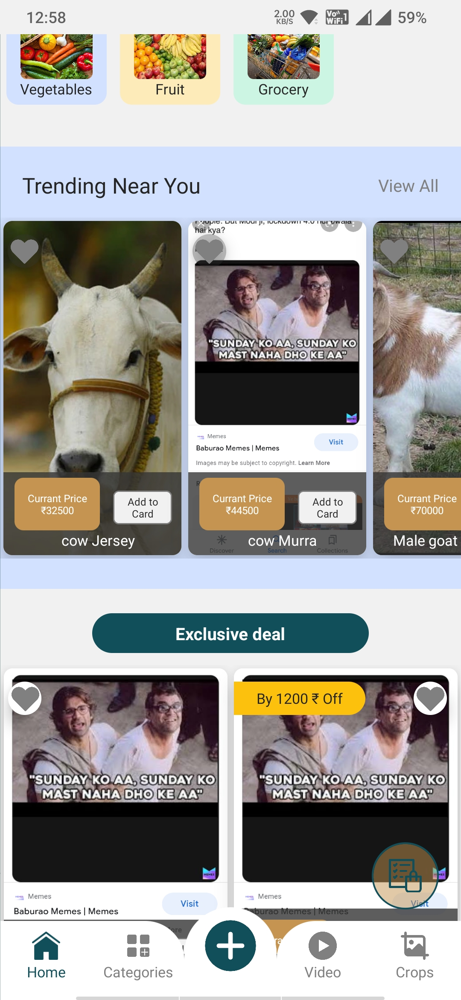 12:58
2.00
KB/S
Vo))
WiFi 1
59%
Vegetables
Fruit
Grocery
Trending Near You
View All
People: But Modi ji, lockdown 4.0
hai kya?
"SUNDAY KO AA, SUNDAY KO
MAST NAHA DHO KE AA"
MEMES
Memes
Baburao Memes | Memes
Visit
Images may be subject to copyright. Learn More
Currant Price
₹32500
Add to
Card
cow Jersey
Currant Price
₹44500
Add to
Card
cow Murra
Discover
Search
Collections
Currant Price
₹70000
Male goat
Exclusive deal
"SUNDAY KO AA, SUNDAY KO
MAST NAHA DHO KE AA"
MEMES
Memes
Baburao Memes | Memes
Visit
By 1200 ₹ Off
"SUNDAY KO AA, SUNDAY KO
MAST NAHA DHO KE AA"
MEMES
Memes
Baburao Memes | Memes
Visit
Home
Categories
Video
Crops